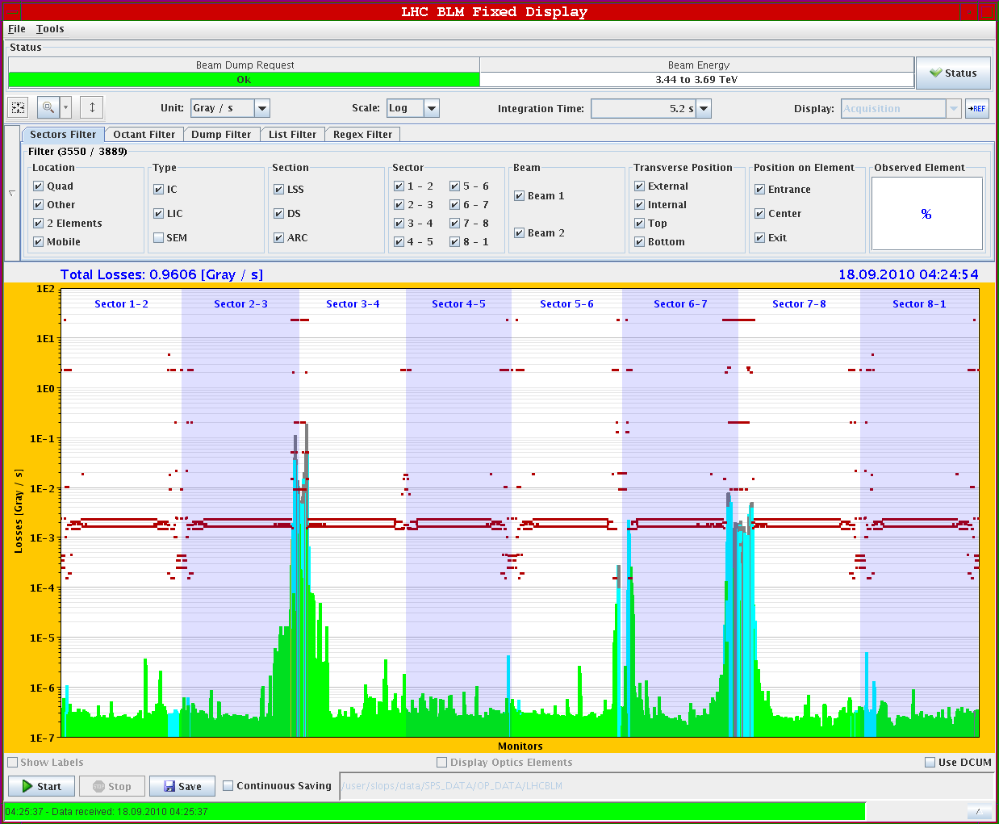 LHC BLM Fixed Display
File Tools
Status
Beam Dump Request Beam Energy
Ok 3.44 to 3.69 TeV
Status
Unit: Gray / s Scale: Log Integration Time: 5.2 s Display: Acquisition →REF
Sectors Filter Octant Filter Dump Filter List Filter Regex Filter
Filter (3550 / 3889)
Location Type Section Sector Beam Transverse Position Position on Element Observed Element
Quad IC LSS 1 - 2 5 - 6 Beam 1 External Entrance
Other LIC DS 2 - 3 6 - 7 Internal Center %
2 Elements SEM ARC 3 - 4 7 - 8 Beam 2 Top Exit
Mobile 4 - 5 8 - 1 Bottom
Total Losses: 0.9606 [Gray / s] 18.09.2010 04:24:54
1E2
Sector 1-2 Sector 2-3 Sector 3-4 Sector 4-5 Sector 5-6 Sector 6-7 Sector 7-8 Sector 8-1
1E1
1E0
1E-1
1E-2
Losses [Gray / s]
1E-3
1E-4
1E-5
1E-6
1E-7
Monitors
Show Labels Display Optics Elements Use DCUM
Start STOP Stop Save Continuous Saving /user/slops/data/SPS_DATA/OP_DATA/LHCBLM
04:25:37 - Data received: 18.09.2010 04:25:37 /